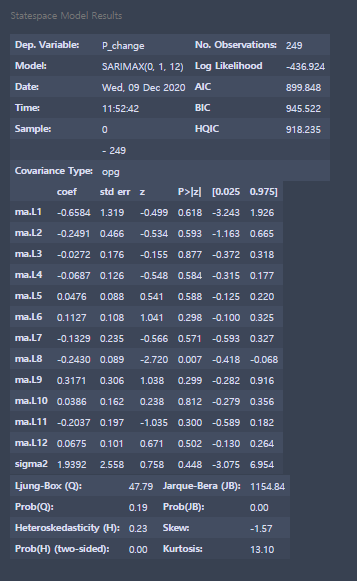 Statespace Model Results
Dep. Variable: P_change No. Observations: 249
Model: SARIMAX(0, 1, 12) Log Likelihood -436.924
Date: Wed, 09 Dec 2020 AIC 899.848
Time: 11:52:42 BIC 945.522
Sample: 0 HQIC 918.235
- 249
Covariance Type: opg
coef std err z P>|z| [0.025 0.975]
ma.L1 -0.6584 1.319 -0.499 0.618 -3.243 1.926
ma.L2 -0.2491 0.466 -0.534 0.593 -1.163 0.665
ma.L3 -0.0272 0.176 -0.155 0.877 -0.372 0.318
ma.L4 -0.0687 0.126 -0.548 0.584 -0.315 0.177
ma.L5 0.0476 0.088 0.541 0.588 -0.125 0.220
ma.L6 0.1127 0.108 1.041 0.298 -0.100 0.325
ma.L7 -0.1329 0.235 -0.566 0.571 -0.593 0.327
ma.L8 -0.2430 0.089 -2.720 0.007 -0.418 -0.068
ma.L9 0.3171 0.306 1.038 0.299 -0.282 0.916
ma.L10 0.0386 0.162 0.238 0.812 -0.279 0.356
ma.L11 -0.2037 0.197 -1.035 0.300 -0.589 0.182
ma.L12 0.0675 0.101 0.671 0.502 -0.130 0.264
sigma2 1.9392 2.558 0.758 0.448 -3.075 6.954
Ljung-Box (Q): 47.79 Jarque-Bera (JB): 1154.84
Prob(Q): 0.19 Prob(JB): 0.00
Heteroskedasticity (H): 0.23 Skew: -1.57
Prob(H) (two-sided): 0.00 Kurtosis: 13.10